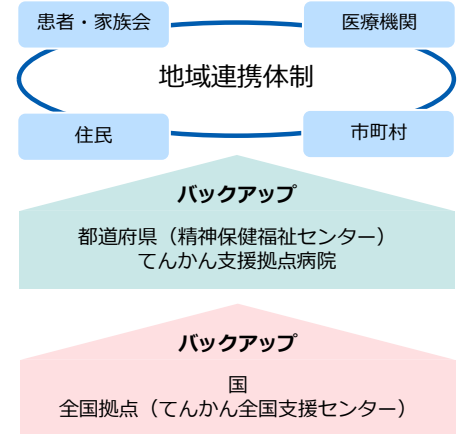 患者・家族会
医療機関
地域連携体制
住民
市町村
バックアップ
都道府県（精神保健福祉センター）
てんかん支援拠点病院
バックアップ
国
全国拠点（てんかん全国支援センター）